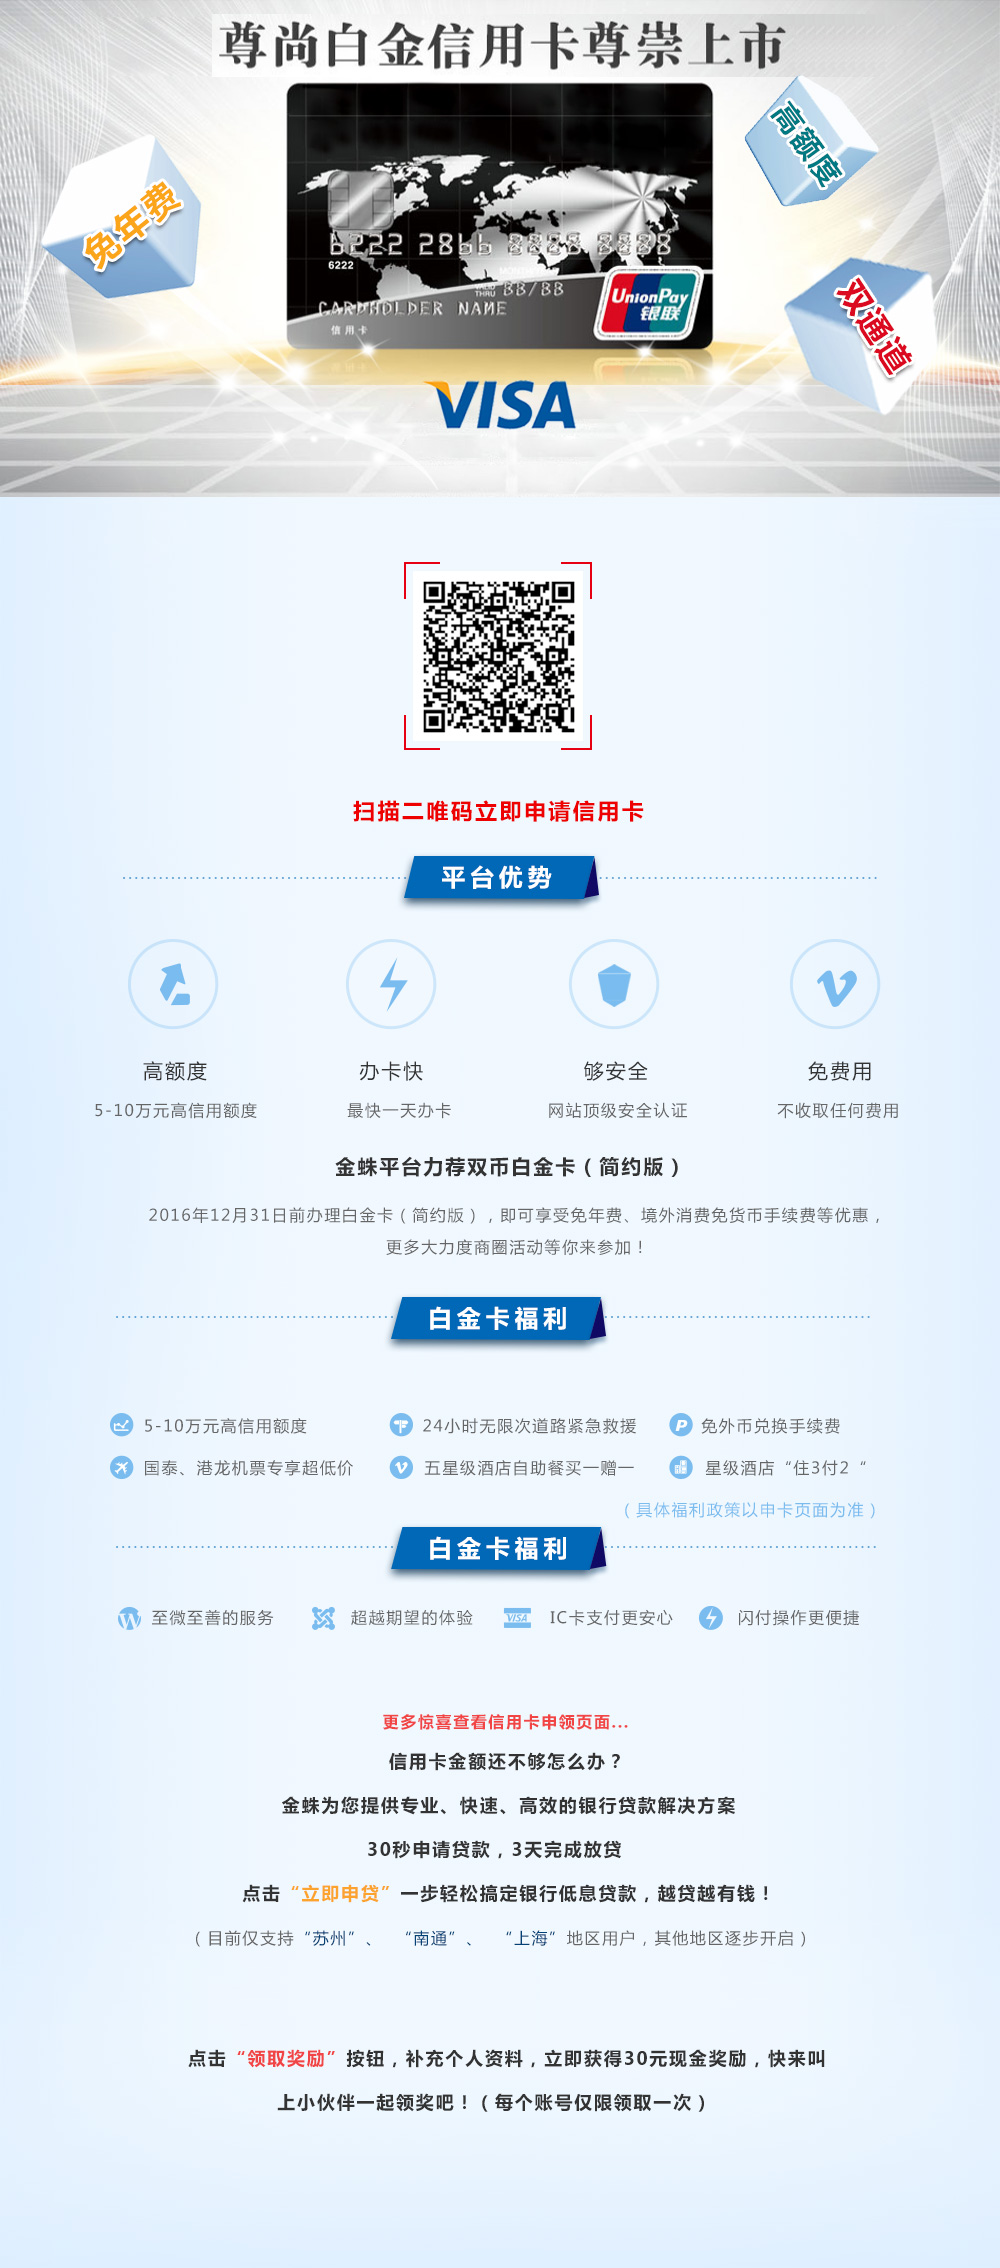 尊尚白金信用卡尊崇上市
高额度
免年费
6222 2866 8888 8888
6222
MONTH/YEAR
VALID THRU 88/88
CARDHOLDER NAME
信用卡
UnionPay
银联
双通道
VISA
扫描二唯码立即申请信用卡
平台优势
高额度 办卡快 够安全 免费用
5-10万元高信用额度 最快一天办卡 网站顶级安全认证 不收取任何费用
金蛛平台力荐双币白金卡（简约版）
2016年12月31日前办理白金卡（简约版），即可享受免年费、境外消费免货币手续费等优惠，
更多大力度商圈活动等你来参加！
白金卡福利
5-10万元高信用额度 24小时无限次道路紧急救援 免外币兑换手续费
国泰、港龙机票专享超低价 五星级酒店自助餐买一赠一 星级酒店“住3付2“
（具体福利政策以申卡页面为准）
白金卡福利
至微至善的服务 超越期望的体验 VISA IC卡支付更安心 闪付操作更便捷
更多惊喜查看信用卡申领页面...
信用卡金额还不够怎么办？
金蛛为您提供专业、快速、高效的银行贷款解决方案
30秒申请贷款，3天完成放贷
点击“立即申贷”一步轻松搞定银行低息贷款，越贷越有钱！
（目前仅支持“苏州”、 “南通”、 “上海”地区用户，其他地区逐步开启）
点击“领取奖励”按钮，补充个人资料，立即获得30元现金奖励，快来叫
上小伙伴一起领奖吧！（每个账号仅限领取一次）